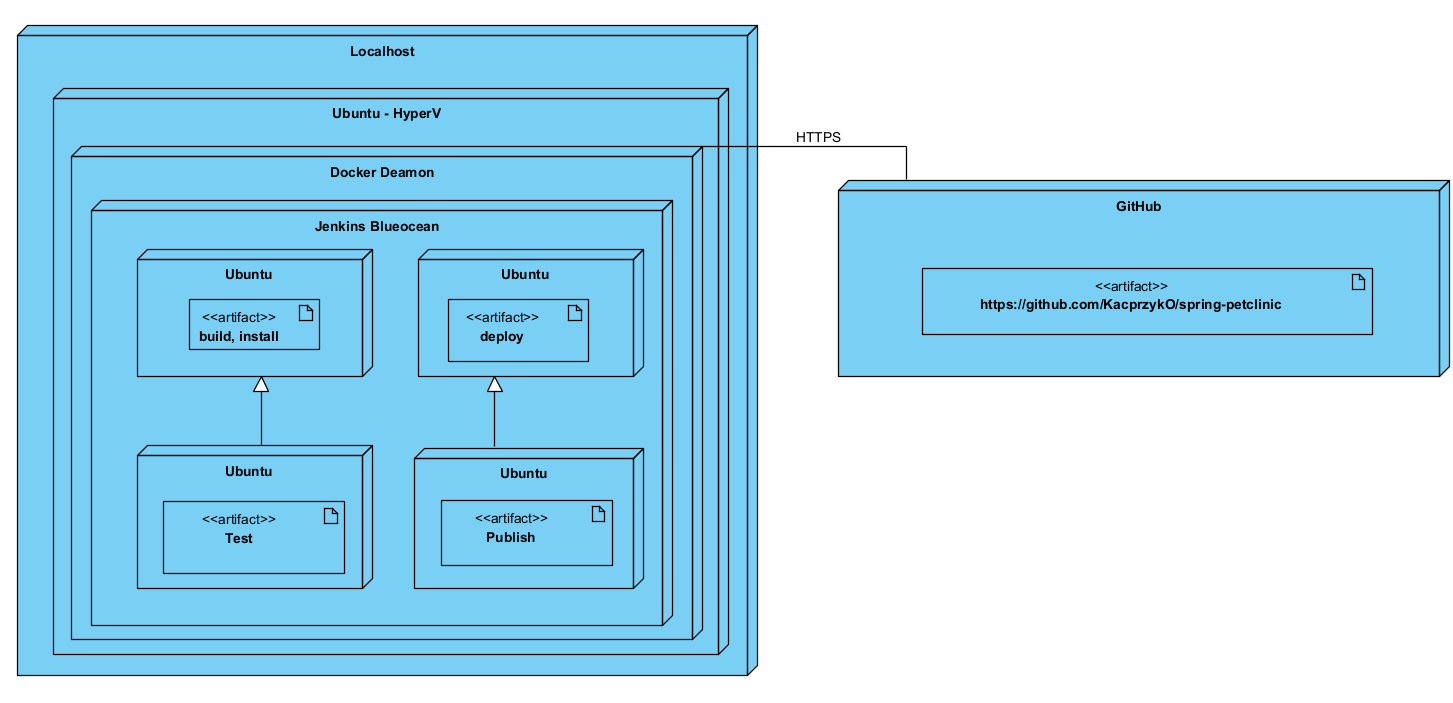 Localhost
Ubuntu - HyperV
HTTPS
Docker Deamon
GitHub
Jenkins Blueocean
Ubuntu
<<artifact>>
build, install
Ubuntu
<<artifact>>
deploy
<<artifact>>
https://github.com/KacprzykO/spring-petclinic
Ubuntu
<<artifact>>
Test
Ubuntu
<<artifact>>
Publish